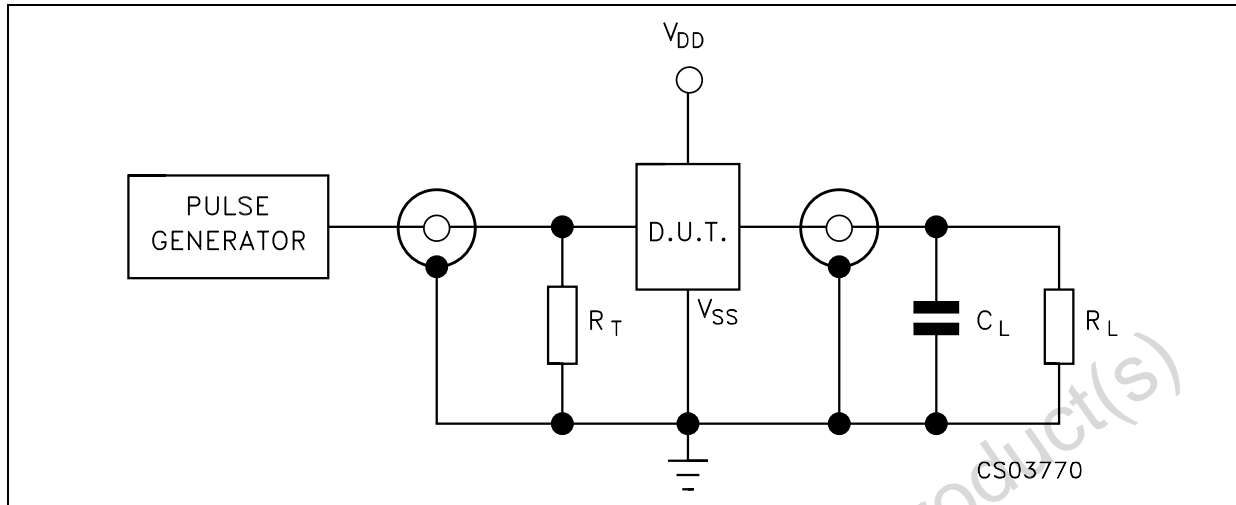 VDD
PULSE
GENERATOR
D.U.T.
VSS
RT
CL
RL
CS03770